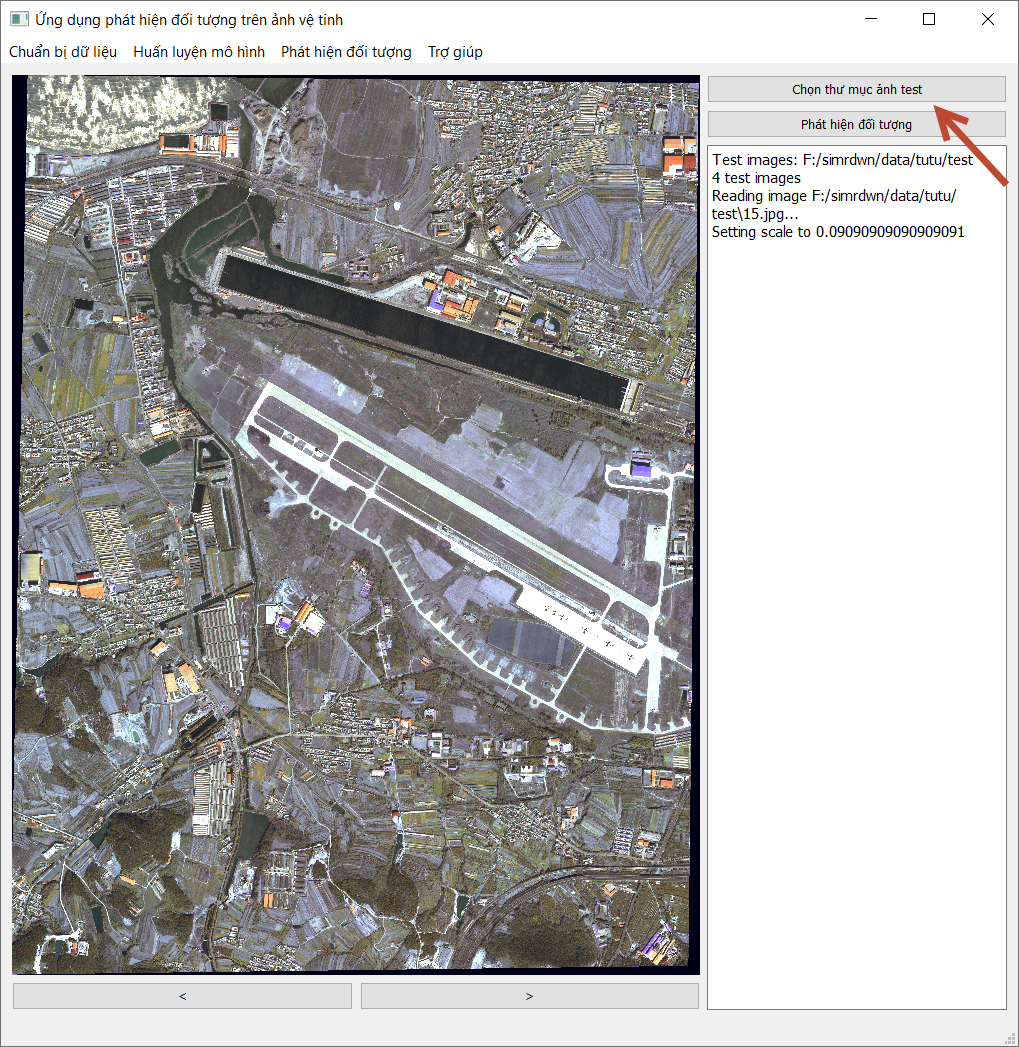 Ứng dụng phát hiện đối tượng trên ảnh vệ tinh
Chuẩn bị dữ liệu Huấn luyện mô hình Phát hiện đối tượng Trợ giúp
Chọn thư mục ảnh test
Phát hiện đối tượng
Test images: F:/simrdwn/data/tutu/test
4 test images
Reading image F:/simrdwn/data/tutu/
test\15.jpg...
Setting scale to 0.09090909090909091
< >